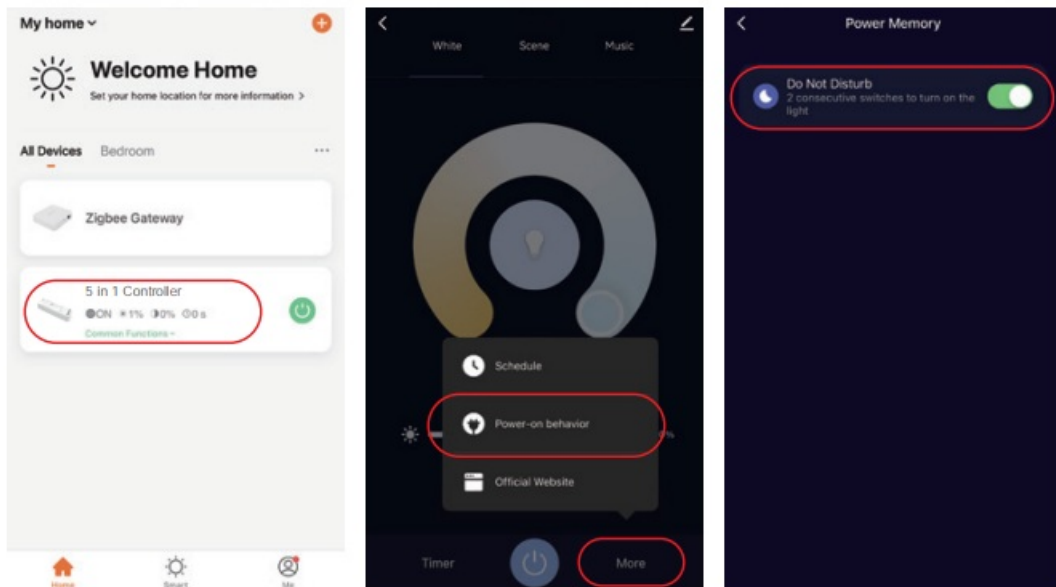 My home
Welcome Home
Set your home location for more information >
All Devices Bedroom
Zigbee Gateway
5 in 1 Controller
ON 1% 0% 0 s
Common Functions
Home Smart Me
White Scene Music
Schedule
Power-on behavior
%
Official Website
Timer More
Power Memory
Do Not Disturb
2 consecutive switches to turn on the
light